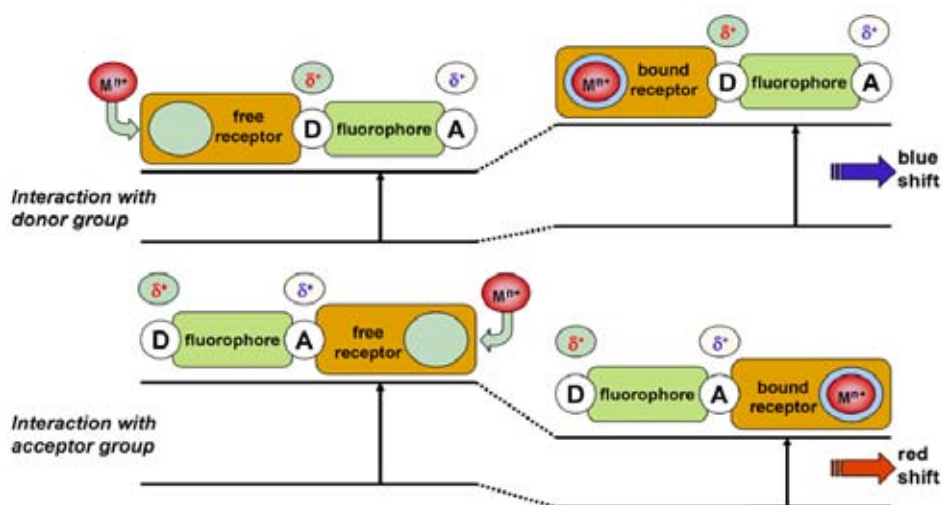 δ⁺
δ⁺
Mⁿ⁺
bound
receptor
D
fluorophore
A
Mⁿ⁺
δ⁺
δ⁺
free
receptor
D
fluorophore
A
blue
shift
Interaction with
donor group
δ⁺
δ⁺
Mⁿ⁺
D
fluorophore
A
free
receptor
δ⁺
δ⁺
D
fluorophore
A
bound
receptor
Mⁿ⁺
Interaction with
acceptor group
red
shift